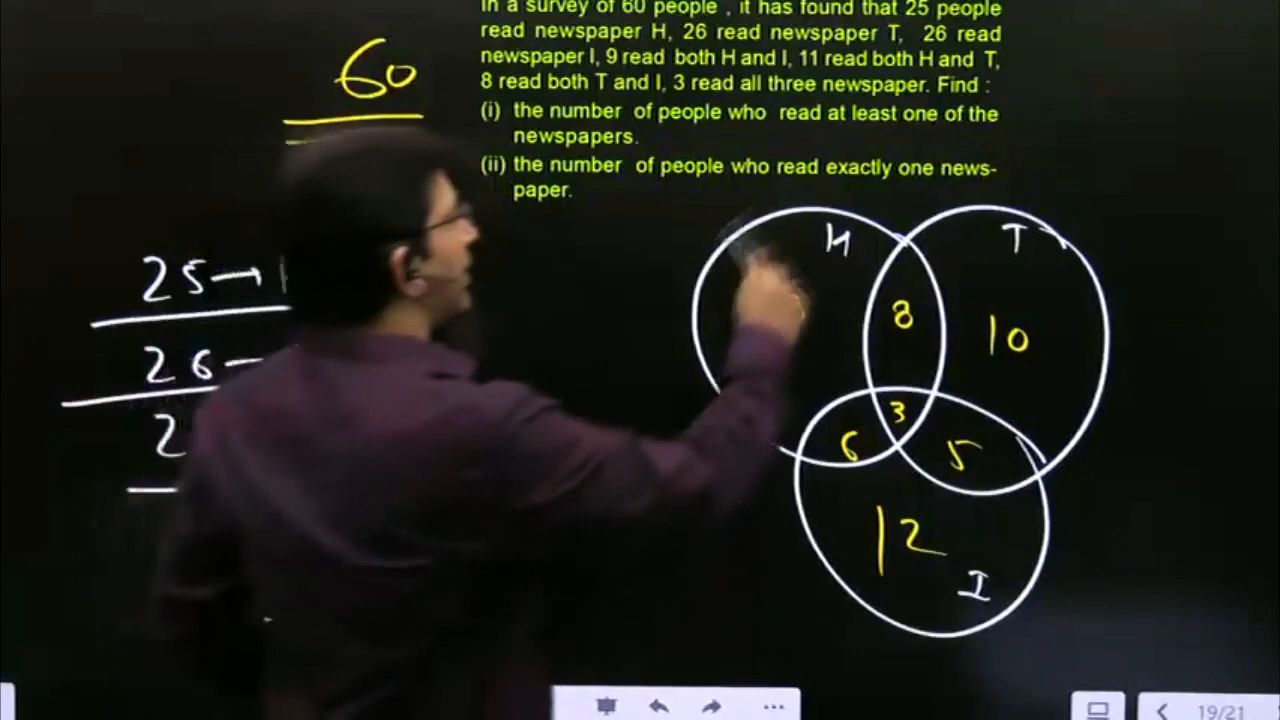 In a survey of 60 people , it has found that 25 people
read newspaper H, 26 read newspaper T, 26 read
newspaper I, 9 read both H and I, 11 read both H and T,
8 read both T and I, 3 read all three newspaper. Find :
(i) the number of people who read at least one of the
newspapers.
(ii) the number of people who read exactly one news-
paper.
60
25→
26-
2
H
T
8
10
3
6
5
12
I
19/21